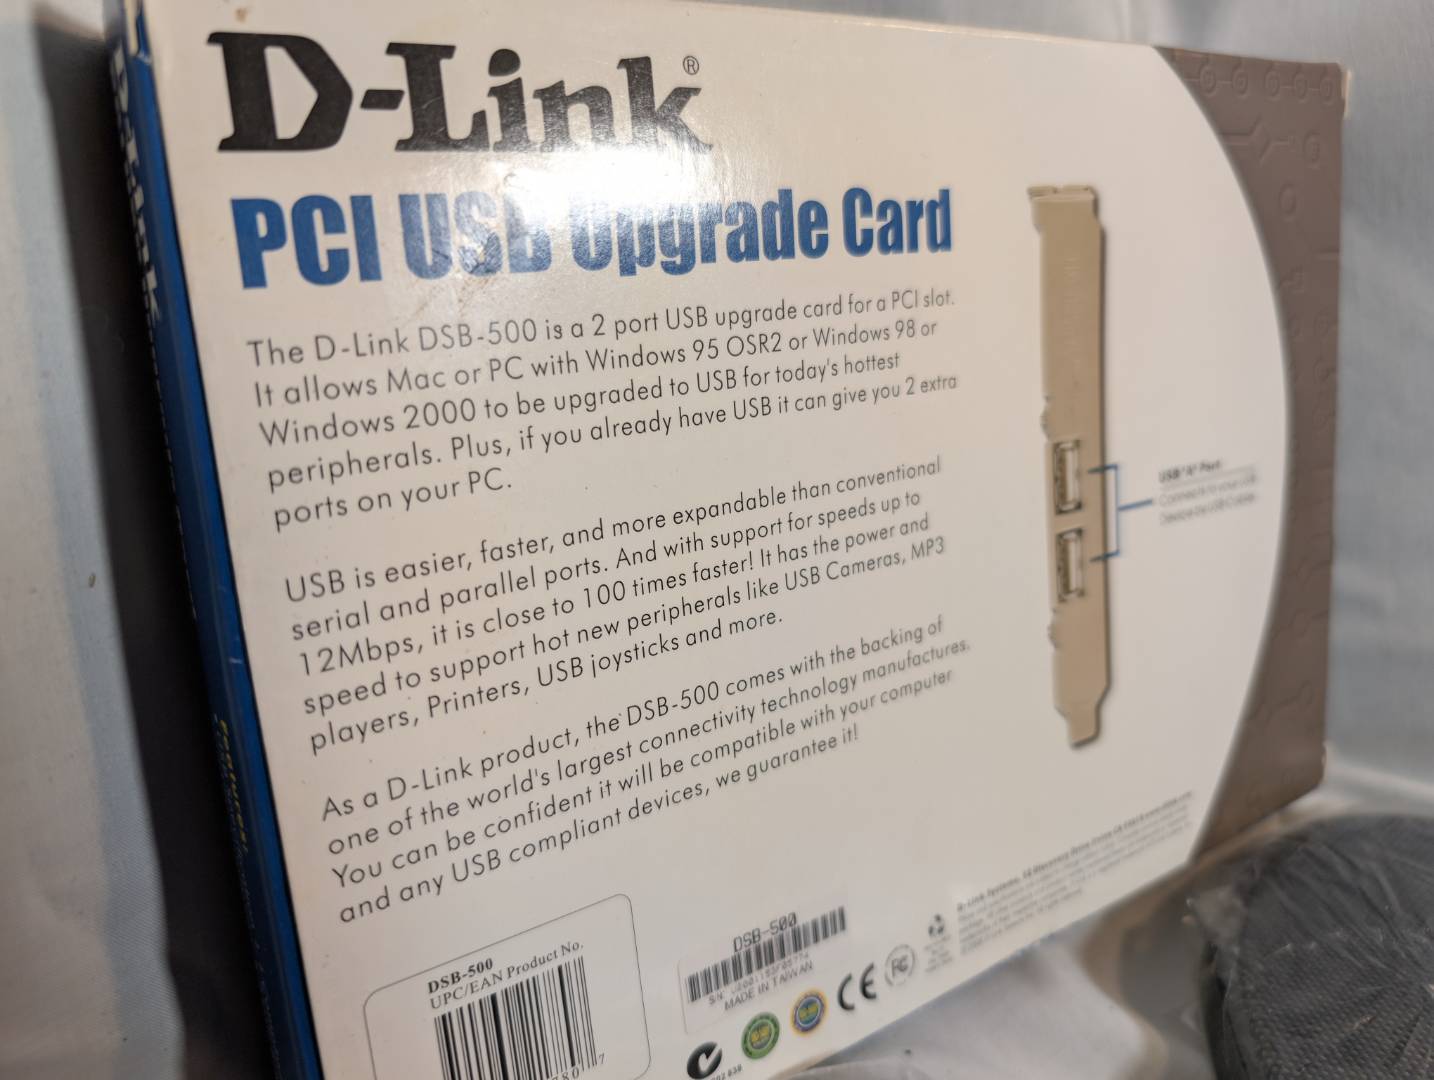 D-Link®
PCI USB Upgrade Card
The D-Link DSB-500 is a 2 port USB upgrade card for a PCI slot.
It allows Mac or PC with Windows 95 OSR2 or Windows 98 or
Windows 2000 to be upgraded to USB for today's hottest
peripherals. Plus, if you already have USB it can give you 2 extra
ports on your PC.
USB is easier, faster, and more expandable than conventional
serial and parallel ports. And with support for speeds up to
12Mbps, it is close to 100 times faster! It has the power and
speed to support hot new peripherals like USB Cameras, MP3
players, Printers, USB joysticks and more.
As a D-Link product, the DSB-500 comes with the backing of
one of the world's largest connectivity technology manufactures.
You can be confident it will be compatible with your computer
and any USB compliant devices, we guarantee it!
USB "A" Port
DSB-500
UPC/EAN Product No.
DSB-500
MADE IN TAIWAN
CE
FC
D-Link
Features: